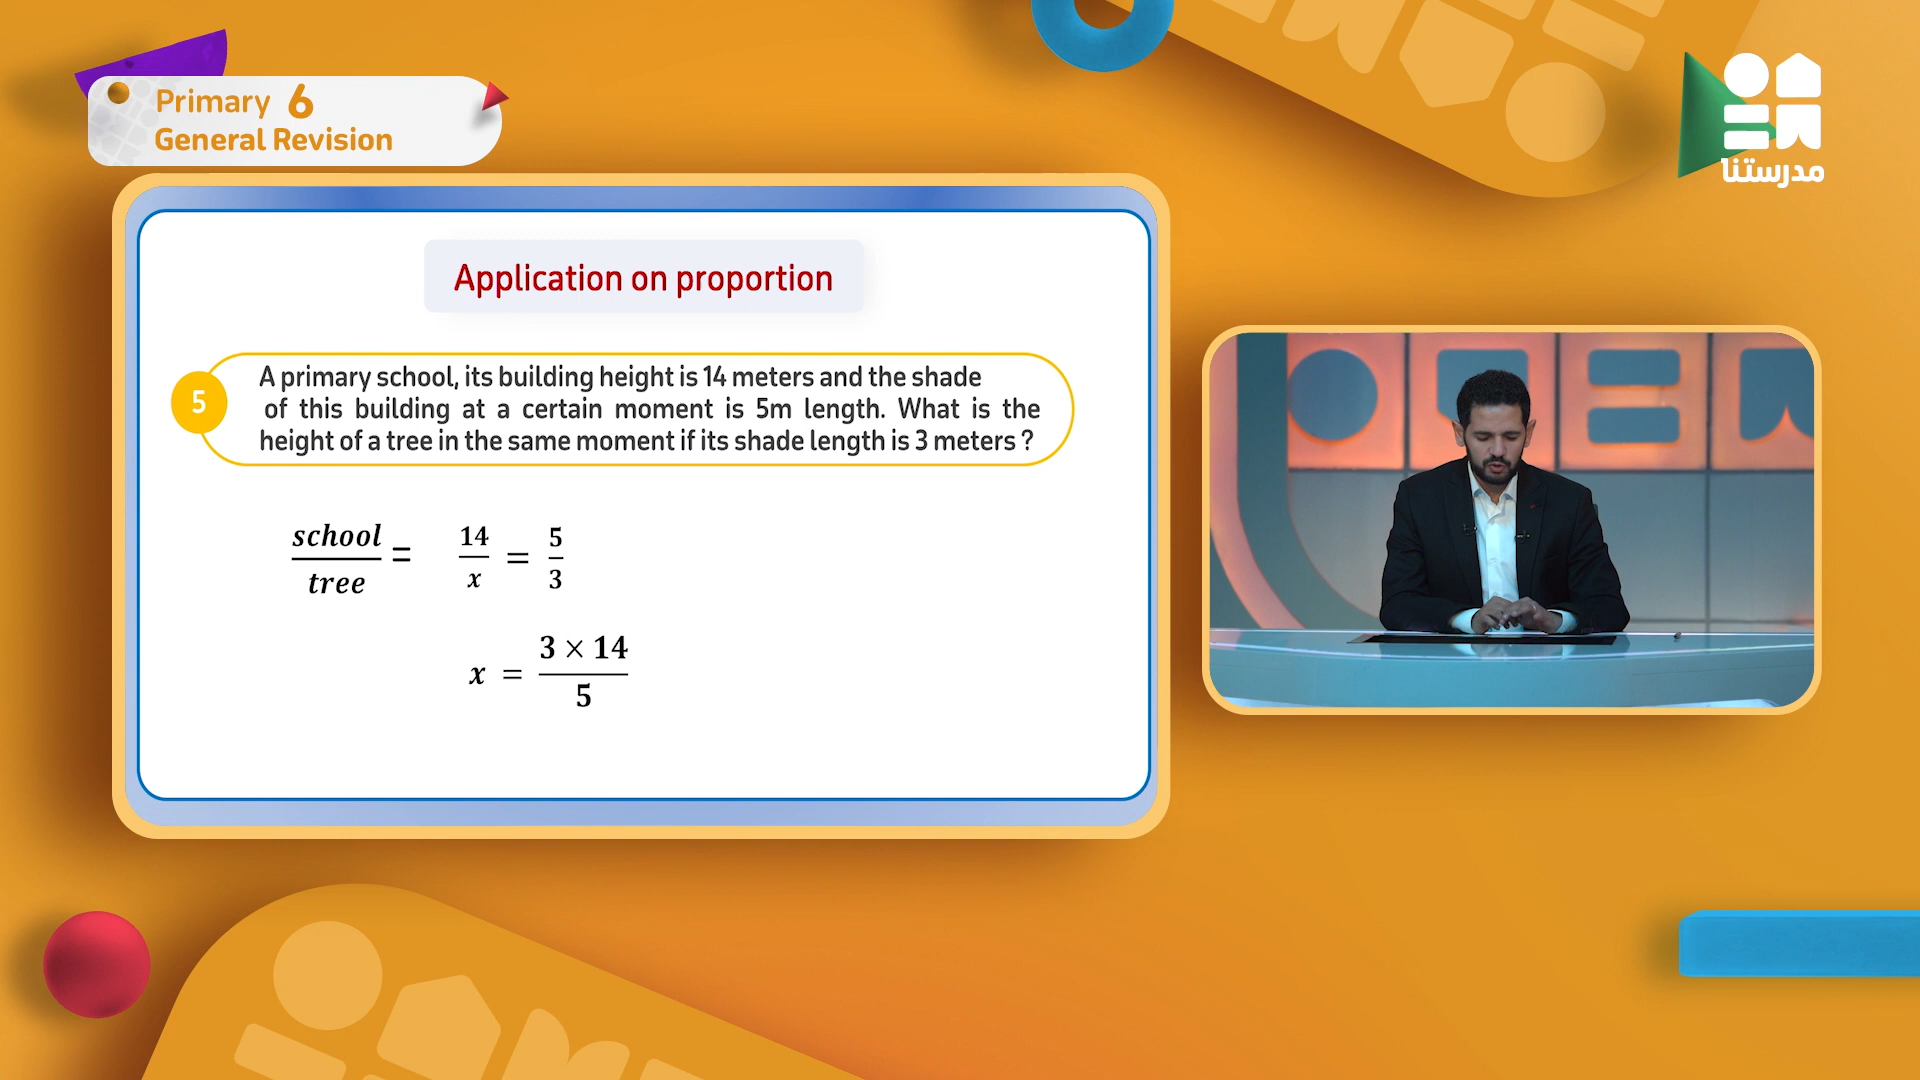 Primary 6
General Revision
مدرستنا
Application on proportion
5
A primary school, its building height is 14 meters and the shade
of this building at a certain moment is 5m length. What is the
height of a tree in the same moment if its shade length is 3 meters ?
school/tree = 14/x = 5/3
x = 3 × 14/5